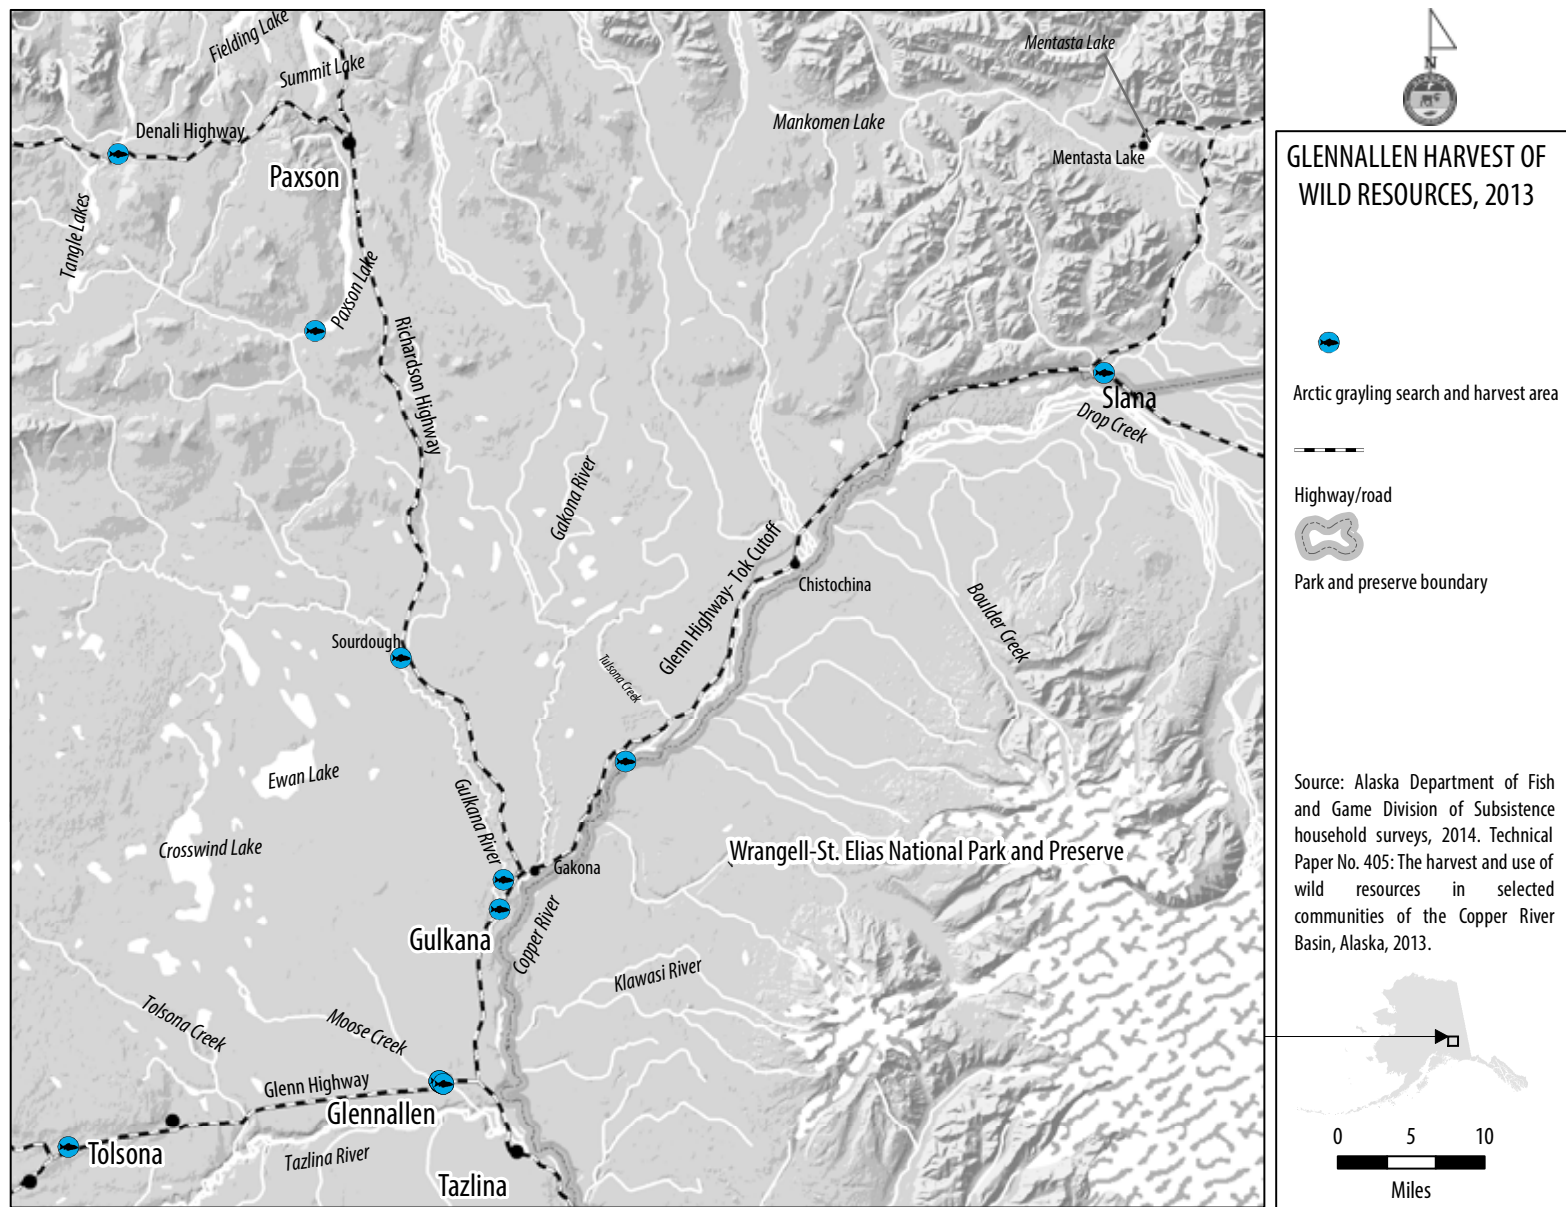 Fielding Lake
Summit Lake
Mentasta Lake
Denali Highway
Mankomen Lake
Mentasta Lake
Paxson
Tangle Lakes
Paxson Lake
Richardson Highway
Slana
Drop Creek
Gakona River
Glenn Highway- Tok Cutoff
Chistochina
Boulder Creek
Sourdough
Tulsona Creek
Ewan Lake
Gulkana River
Crosswind Lake
Wrangell-St. Elias National Park and Preserve
Gakona
Gulkana
Copper River
Klawasi River
Tolsona Creek
Moose Creek
Glenn Highway
Glennallen
Tolsona
Tazlina River
Tazlina
N
GLENNALLEN HARVEST OF
WILD RESOURCES, 2013
Arctic grayling search and harvest area
Highway/road
Park and preserve boundary
Source: Alaska Department of Fish
and Game Division of Subsistence
household surveys, 2014. Technical
Paper No. 405: The harvest and use of
wild resources in selected
communities of the Copper River
Basin, Alaska, 2013.
0 5 10
Miles